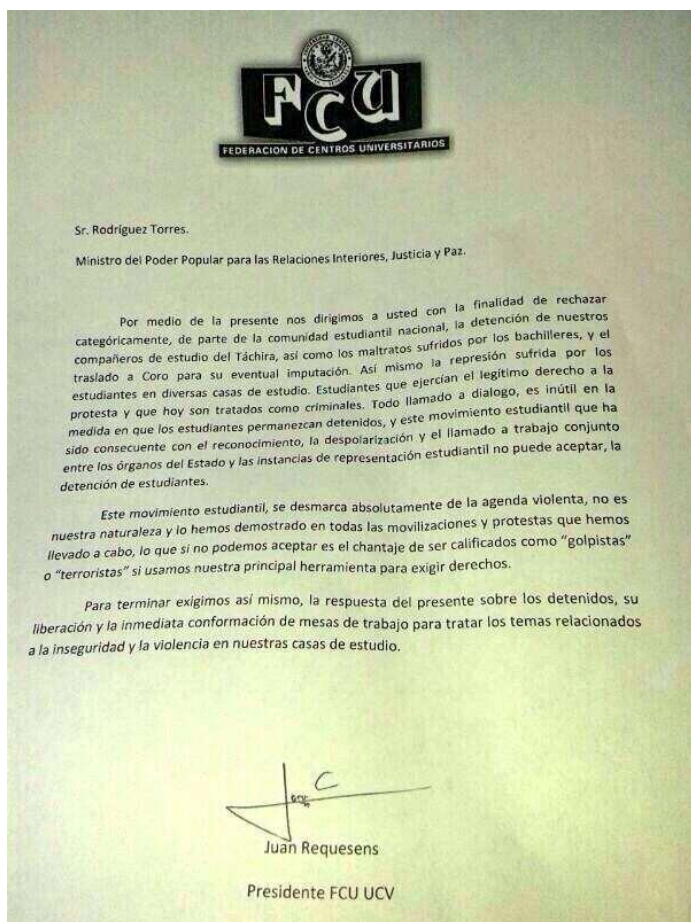 FCU
FEDERACION DE CENTROS UNIVERSITARIOS
Sr. Rodríguez Torres.
Ministro del Poder Popular para las Relaciones Interiores, Justicia y Paz.
Por medio de la presente nos dirigimos a usted con la finalidad de rechazar
categóricamente, de parte de la comunidad estudiantil nacional, la detención de nuestros
compañeros de estudio del Táchira, así como los maltratos sufridos por los bachilleres, y el
traslado a Coro para su eventual imputación. Así mismo la represión sufrida por los
estudiantes en diversas casas de estudio. Estudiantes que ejercían el legítimo derecho a la
protesta y que hoy son tratados como criminales. Todo llamado a dialogo, es inútil en la
medida en que los estudiantes permanezcan detenidos, y este movimiento estudiantil que ha
sido consecuente con el reconocimiento, la despolarización y el llamado a trabajo conjunto
entre los órganos del Estado y las instancias de representación estudiantil no puede aceptar, la
detención de estudiantes.
Este movimiento estudiantil, se desmarca absolutamente de la agenda violenta, no es
nuestra naturaleza y lo hemos demostrado en todas las movilizaciones y protestas que hemos
llevado a cabo, lo que si no podemos aceptar es el chantaje de ser calificados como "golpistas"
o "terroristas" si usamos nuestra principal herramienta para exigir derechos.
Para terminar exigimos así mismo, la respuesta del presente sobre los detenidos, su
liberación y la inmediata conformación de mesas de trabajo para tratar los temas relacionados
a la inseguridad y la violencia en nuestras casas de estudio.
Juan Requesens
Presidente FCU UCV